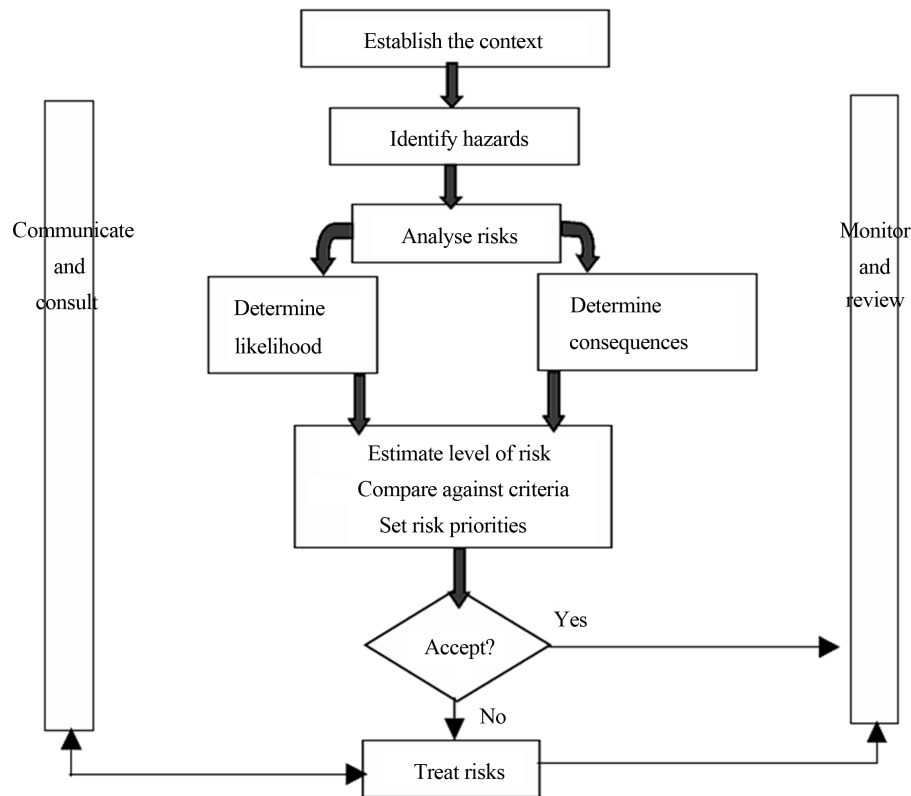 Establish the context
Identify hazards
Communicate
and
consult
Analyse risks
Monitor
and
review
Determine
likelihood
Determine
consequences
Estimate level of risk
Compare against criteria
Set risk priorities
Accept?
Yes
No
Treat risks